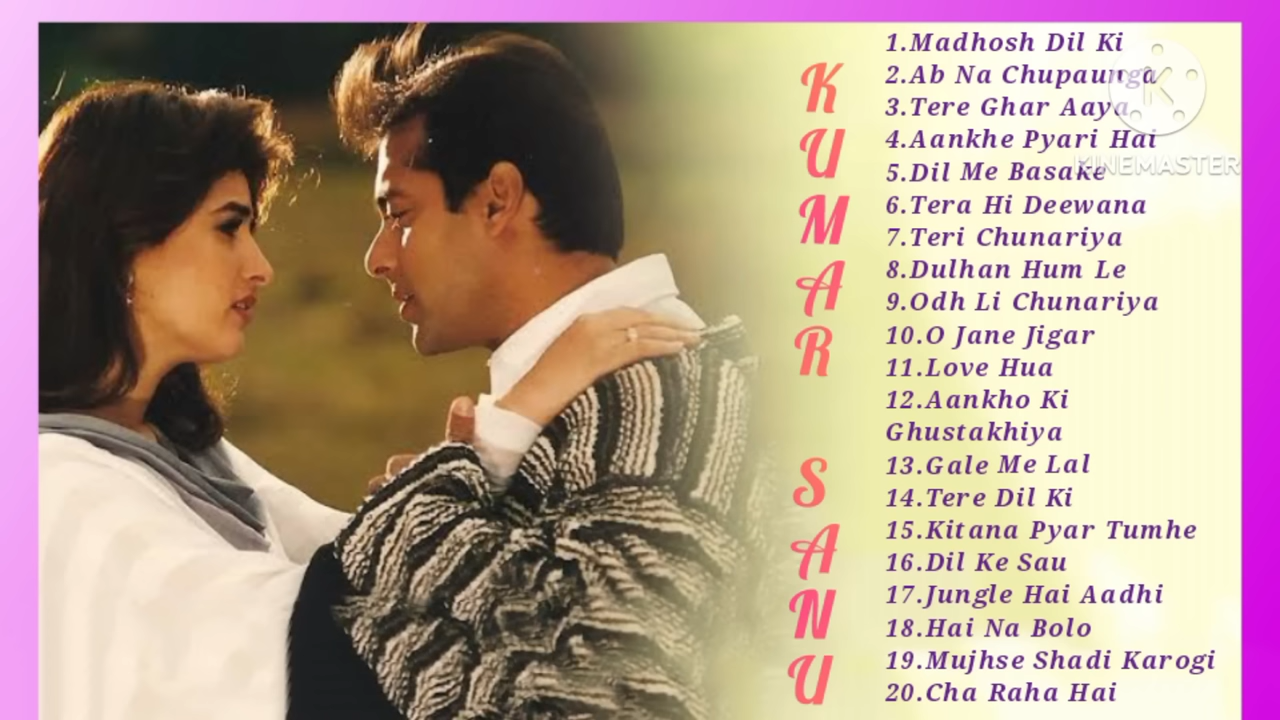 KUMAR SANU
1.Madhosh Dil Ki
2.Ab Na Chupaunga
3.Tere Ghar Aaya
4.Aankhe Pyari Hai
5.Dil Me Basake
6.Tera Hi Deewana
7.Teri Chunariya
8.Dulhan Hum Le
9.Odh Li Chunariya
10.O Jane Jigar
11.Love Hua
12.Aankho Ki
Ghustakhiya
13.Gale Me Lal
14.Tere Dil Ki
15.Kitana Pyar Tumhe
16.Dil Ke Sau
17.Jungle Hai Aadhi
18.Hai Na Bolo
19.Mujhse Shadi Karogi
20.Cha Raha Hai
K
KINEMASTER